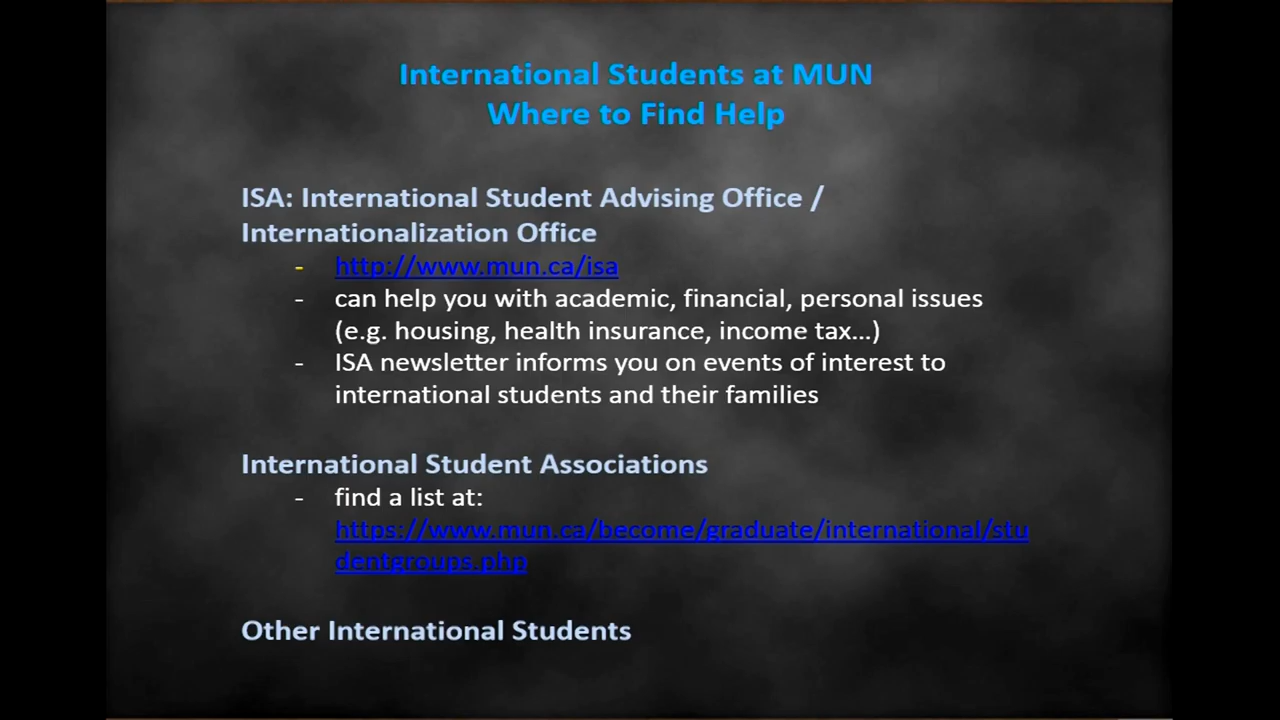 International Students at MUN
Where to Find Help
ISA: International Student Advising Office /
Internationalization Office
- http://www.mun.ca/isa
- can help you with academic, financial, personal issues
(e.g. housing, health insurance, income tax…)
- ISA newsletter informs you on events of interest to
international students and their families
International Student Associations
- find a list at:
https://www.mun.ca/become/graduate/international/stu
dentgroups.php
Other International Students